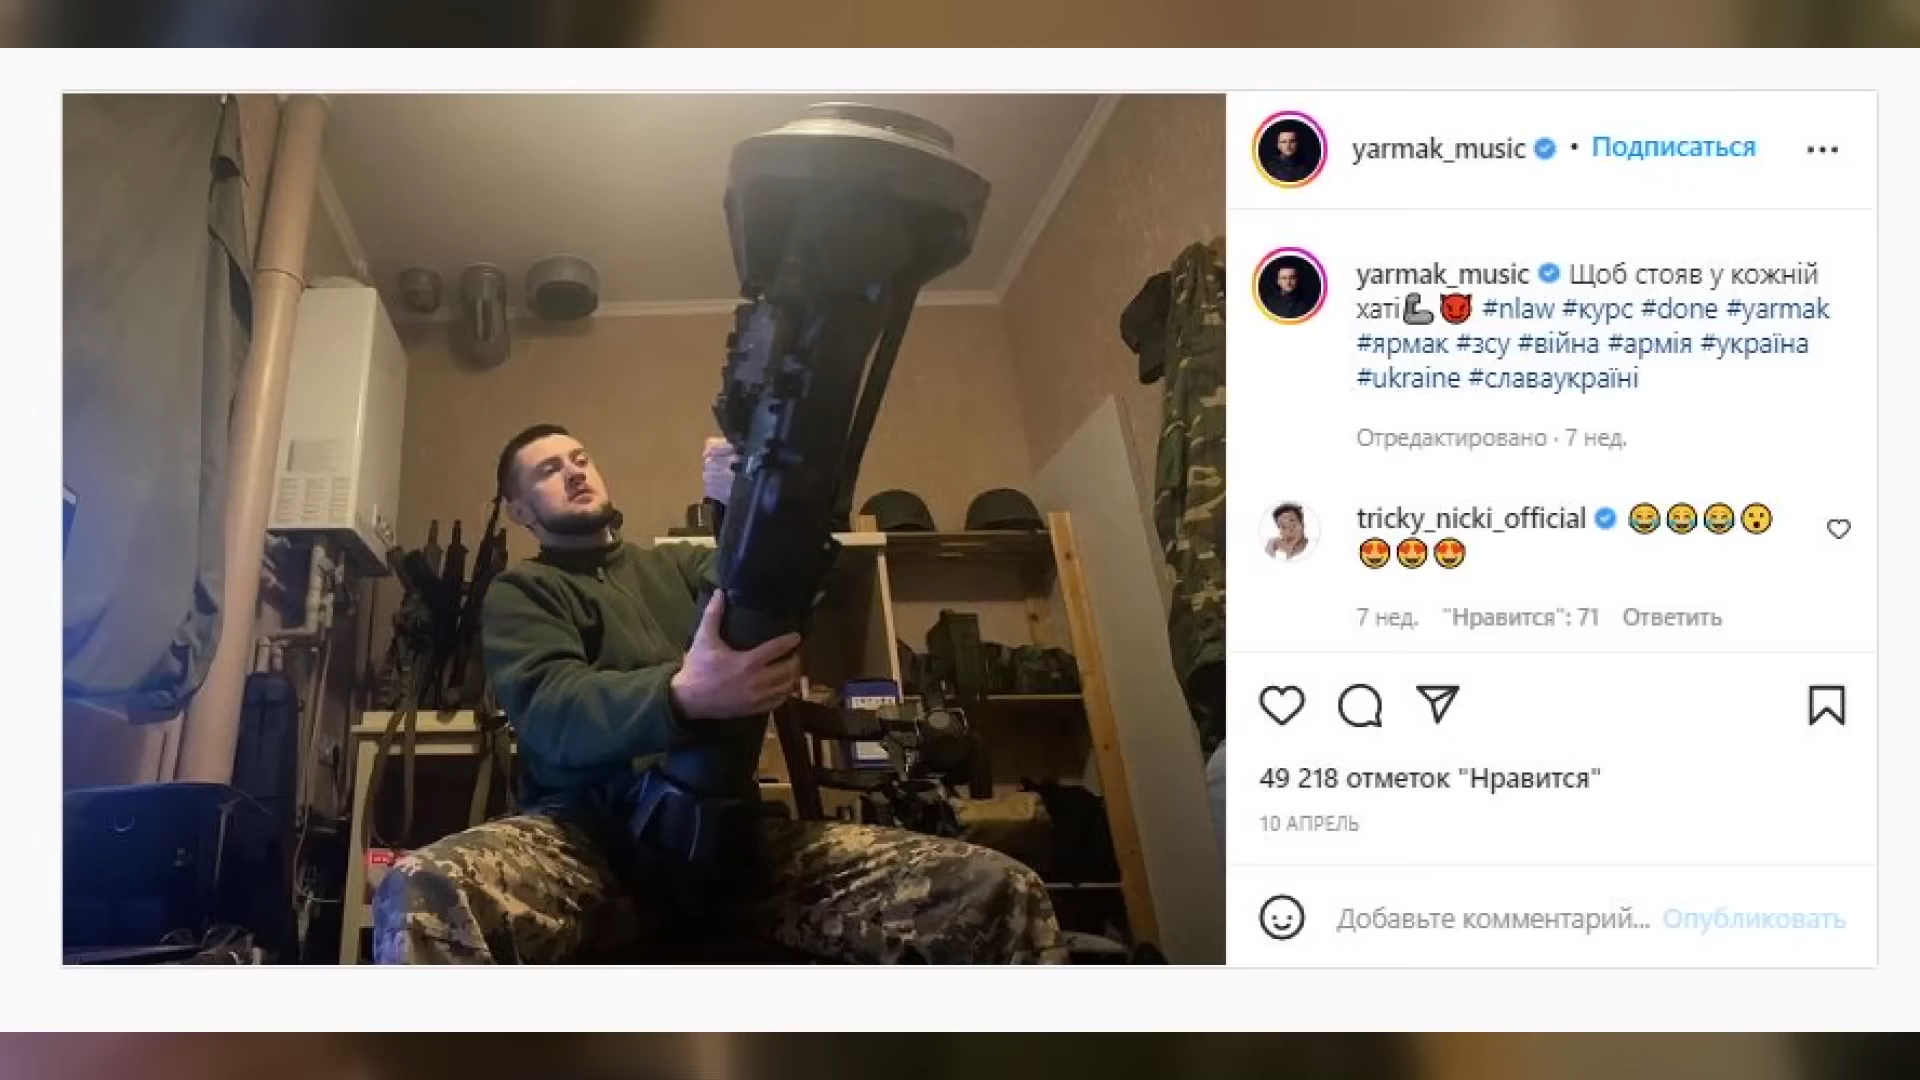 yarmak_music • Подписаться
yarmak_music Щоб стояв у кожній
хаті🦾😈 #nlaw #курс #done #yarmak
#ярмак #зсу #війна #армія #україна
#ukraine #славаукраїні
Отредактировано · 7 нед.
tricky_nicki_official 😂😂😂😮
😍😍😍
7 нед. "Нравится": 71 Ответить
49 218 отметок "Нравится"
10 АПРЕЛЬ
Добавьте комментарий... Опубликовать